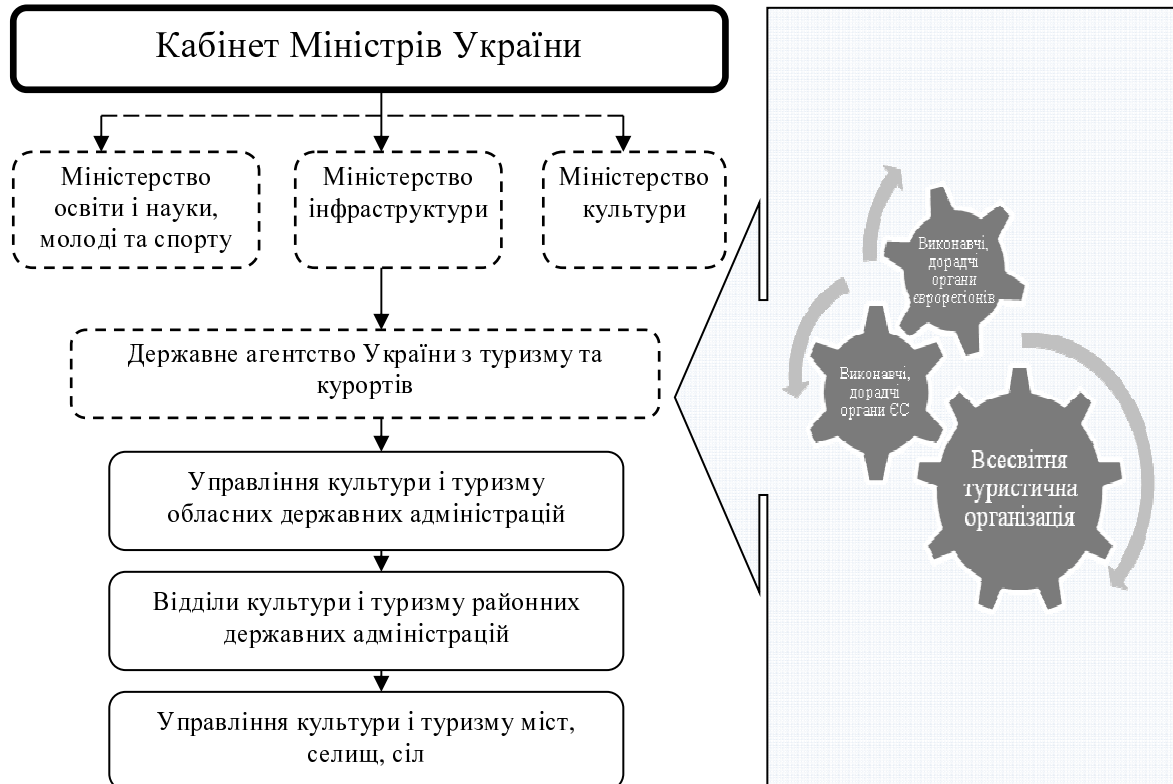 Кабінет Міністрів України
Міністерство
освіти і науки,
молоді та спорту
Міністерство
інфраструктури
Міністерство
культури
Державне агентство України з туризму та
курортів
Управління культури і туризму
обласних державних адміністрацій
Відділи культури і туризму районних
державних адміністрацій
Управління культури і туризму міст,
селищ, сіл
Виконавчі,
дорадчі
органи
єврорегіонів
Виконавчі,
дорадчі
органи ЄС
Всесвітня
туристична
організація